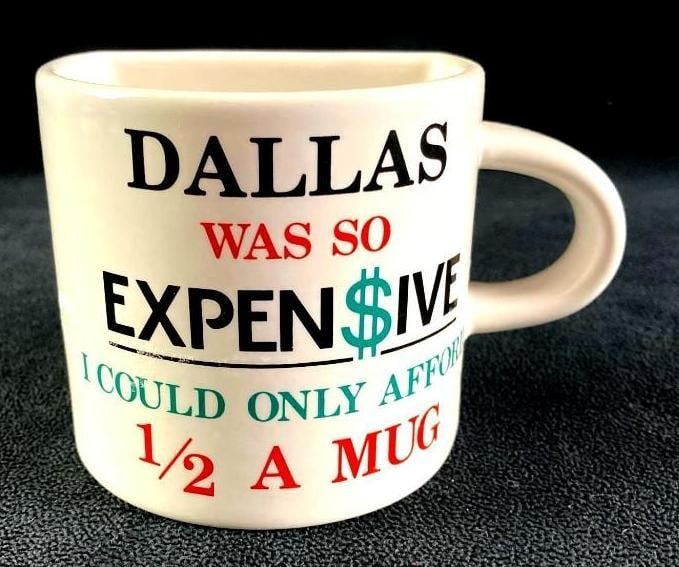 DALLAS
WAS SO
EXPEN$IVE
I COULD ONLY AFFOR
1/2 A MUG